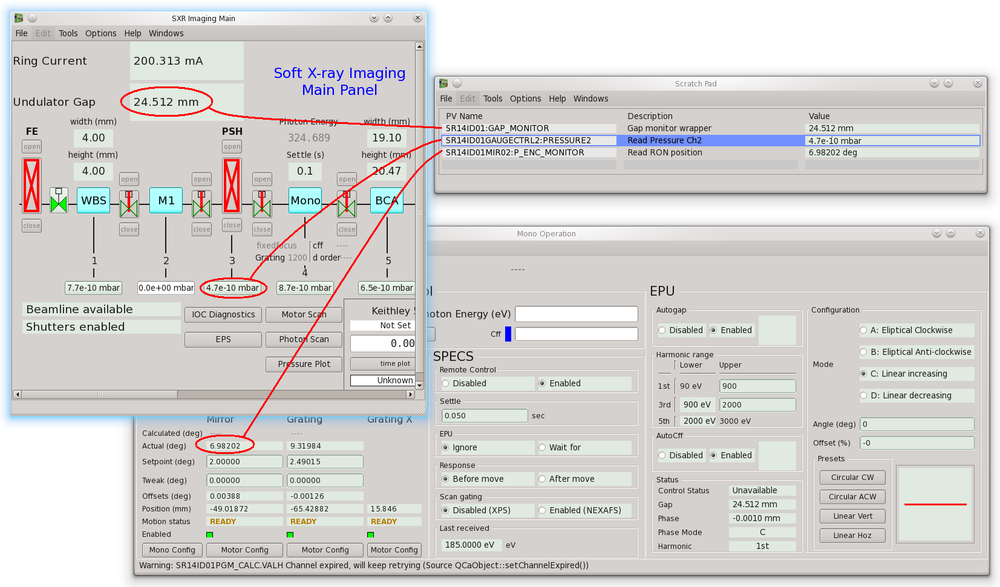 SXR Imaging Main
File Edit Tools Options Help Windows
Ring Current 200.313 mA
Soft X-ray Imaging
Main Panel
Undulator Gap 24.512 mm
width (mm) Photon Energy width (mm)
FE 4.00 PSH 324.689 19.10
open open
height (mm) Settle (s) height (mm)
4.00 open open open 0.1 open 20.47
WBS M1 Mono BCA
close close close close close close
fixedfocus cff ----
Grating 1200 d order ----
1 2 3 4 5
7.7e-10 mbar 0.0e+00 mbar 4.7e-10 mbar 8.7e-10 mbar 6.5e-10 mbar
Beamline available
Shutters enabled
IOC Diagnostics Motor Scan
EPS Photon Scan
Pressure Plot
Keithley
Not Set
0.00
time plot
Unknown
Scratch Pad
File Edit Tools Options Help Windows
PV Name Description Value
SR14ID01:GAP_MONITOR Gap monitor wrapper 24.512 mm
SR14ID01GAUGECTRL2:PRESSURE2 Read Pressure Ch2 4.7e-10 mbar
SR14ID01MIR02:P_ENC_MONITOR Read RON position 6.98202 deg
Mono Operation
----
Mirror Grating Grating X
Calculated (deg) ---- ----
Actual (deg) 6.98202 9.31984
Setpoint (deg) 2.00000 2.49015
Tweak (deg) 0.00000 0.00000
Offsets (deg) 0.00388 -0.00126
Position (mm) -49.01872 -65.42882 15.846
Motion status READY READY READY
Enabled
Mono Config Motor Config Motor Config Motor Config
ol
hoton Energy (eV)
Cff
SPECS
Remote Control
Disabled Enabled
Settle
0.050 sec
EPU
Ignore Wait for
Response
Before move After move
Scan gating
Disabled (XPS) Enabled (NEXAFS)
Last received
185.0000 eV eV
EPU
Autogap
Disabled Enabled
Harmonic range
Lower Upper
1st 90 eV 900
3rd 900 eV 2000
5th 2000 eV 3000 eV
AutoCff
Disabled Enabled
Status
Control Status Unavailable
Gap 24.512 mm
Phase -0.0010 mm
Phase Mode C
Harmonic 1st
Configuration
Mode
A: Eliptical Clockwise
B: Eliptical Anti-clockwise
C: Linear increasing
D: Linear decreasing
Angle (deg) 0
Offset (%) -0
Presets
Circular CW
Circular ACW
Linear Vert
Linear Hoz
Warning: SR14ID01PGM_CALC.VALH Channel expired, will keep retrying (Source QCaObject::setChannelExpired())